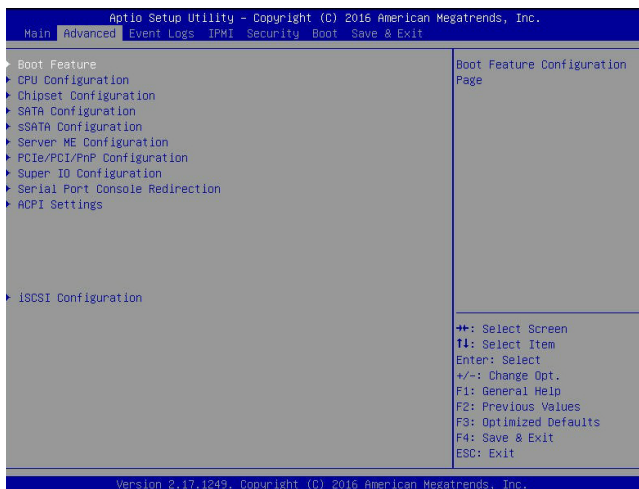 Aptio Setup Utility – Copyright (C) 2016 American Megatrends, Inc.
Main Advanced Event Logs IPMI Security Boot Save & Exit
Boot Feature
CPU Configuration
Chipset Configuration
SATA Configuration
sSATA Configuration
Server ME Configuration
PCIe/PCI/PnP Configuration
Super IO Configuration
Serial Port Console Redirection
ACPI Settings
iSCSI Configuration
Boot Feature Configuration
Page
→←: Select Screen
↑↓: Select Item
Enter: Select
+/-: Change Opt.
F1: General Help
F2: Previous Values
F3: Optimized Defaults
F4: Save & Exit
ESC: Exit
Version 2.17.1249. Copyright (C) 2016 American Megatrends, Inc.